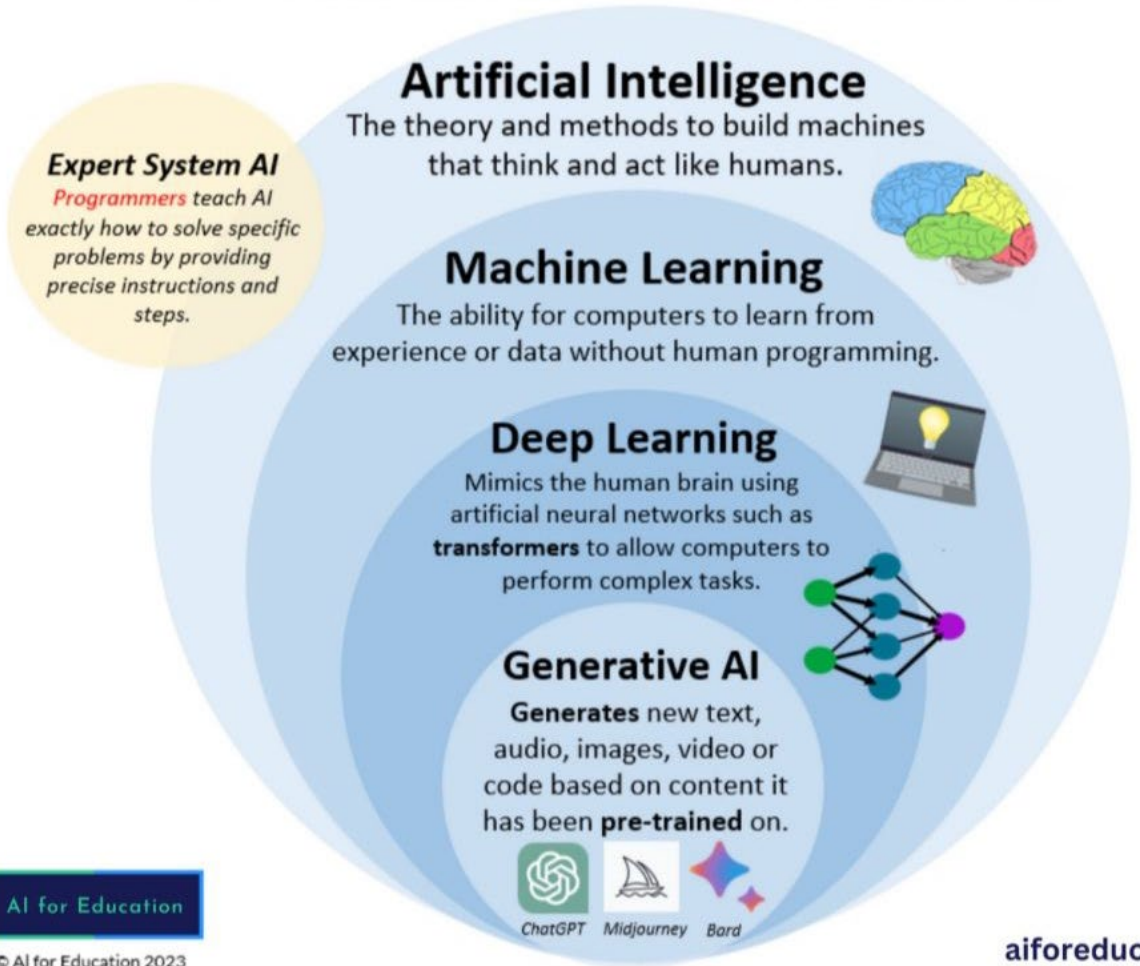 Artificial Intelligence
The theory and methods to build machines
that think and act like humans.
Expert System AI
Programmers teach AI
exactly how to solve specific
problems by providing
precise instructions and
steps.
Machine Learning
The ability for computers to learn from
experience or data without human programming.
Deep Learning
Mimics the human brain using
artificial neural networks such as
transformers to allow computers to
perform complex tasks.
Generative AI
Generates new text,
audio, images, video or
code based on content it
has been pre-trained on.
ChatGPT Midjourney Bard
AI for Education
© AI for Education 2023
aiforeduc